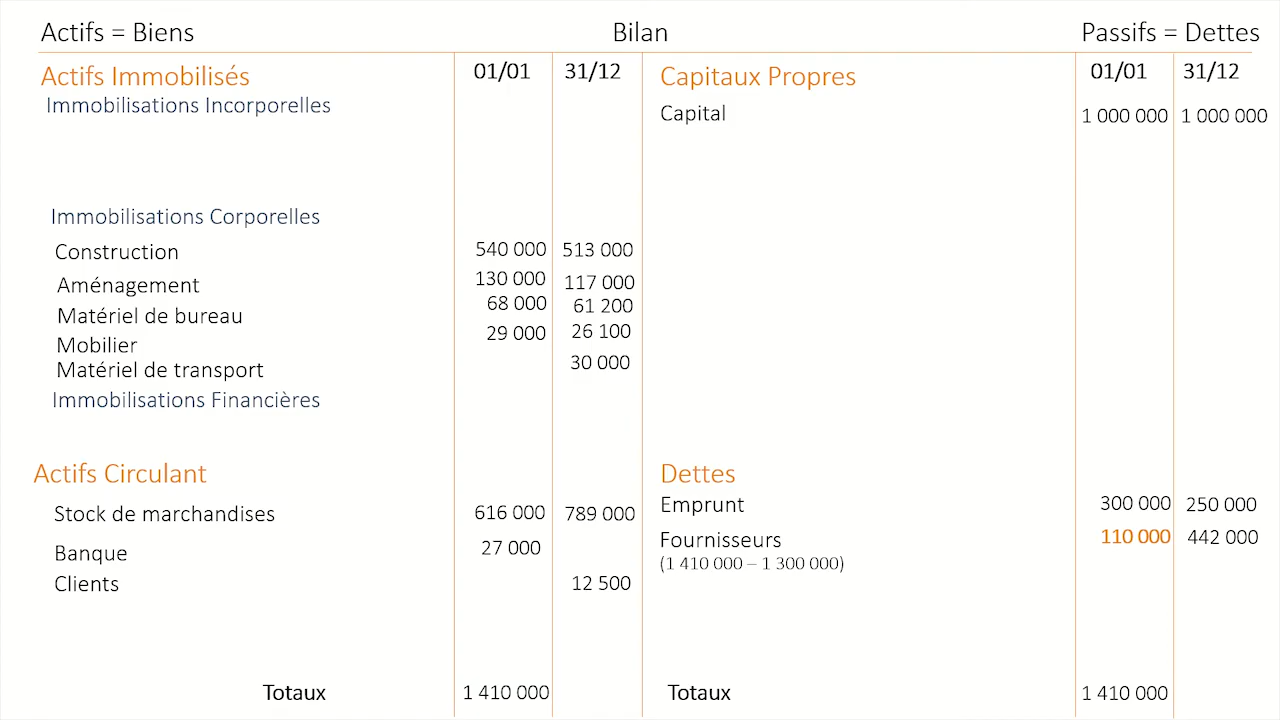 Actifs = Biens Bilan Passifs = Dettes
Actifs Immobilisés 01/01 31/12 Capitaux Propres 01/01 31/12
Immobilisations Incorporelles
Capital 1 000 000 1 000 000
Immobilisations Corporelles
Construction 540 000 513 000
Aménagement 130 000 117 000
Matériel de bureau 68 000 61 200
Mobilier 29 000 26 100
Matériel de transport 30 000
Immobilisations Financières
Actifs Circulant Dettes
Emprunt 300 000 250 000
Stock de marchandises 616 000 789 000
Fournisseurs 110 000 442 000
Banque 27 000
(1 410 000 – 1 300 000)
Clients 12 500
Totaux 1 410 000 Totaux 1 410 000